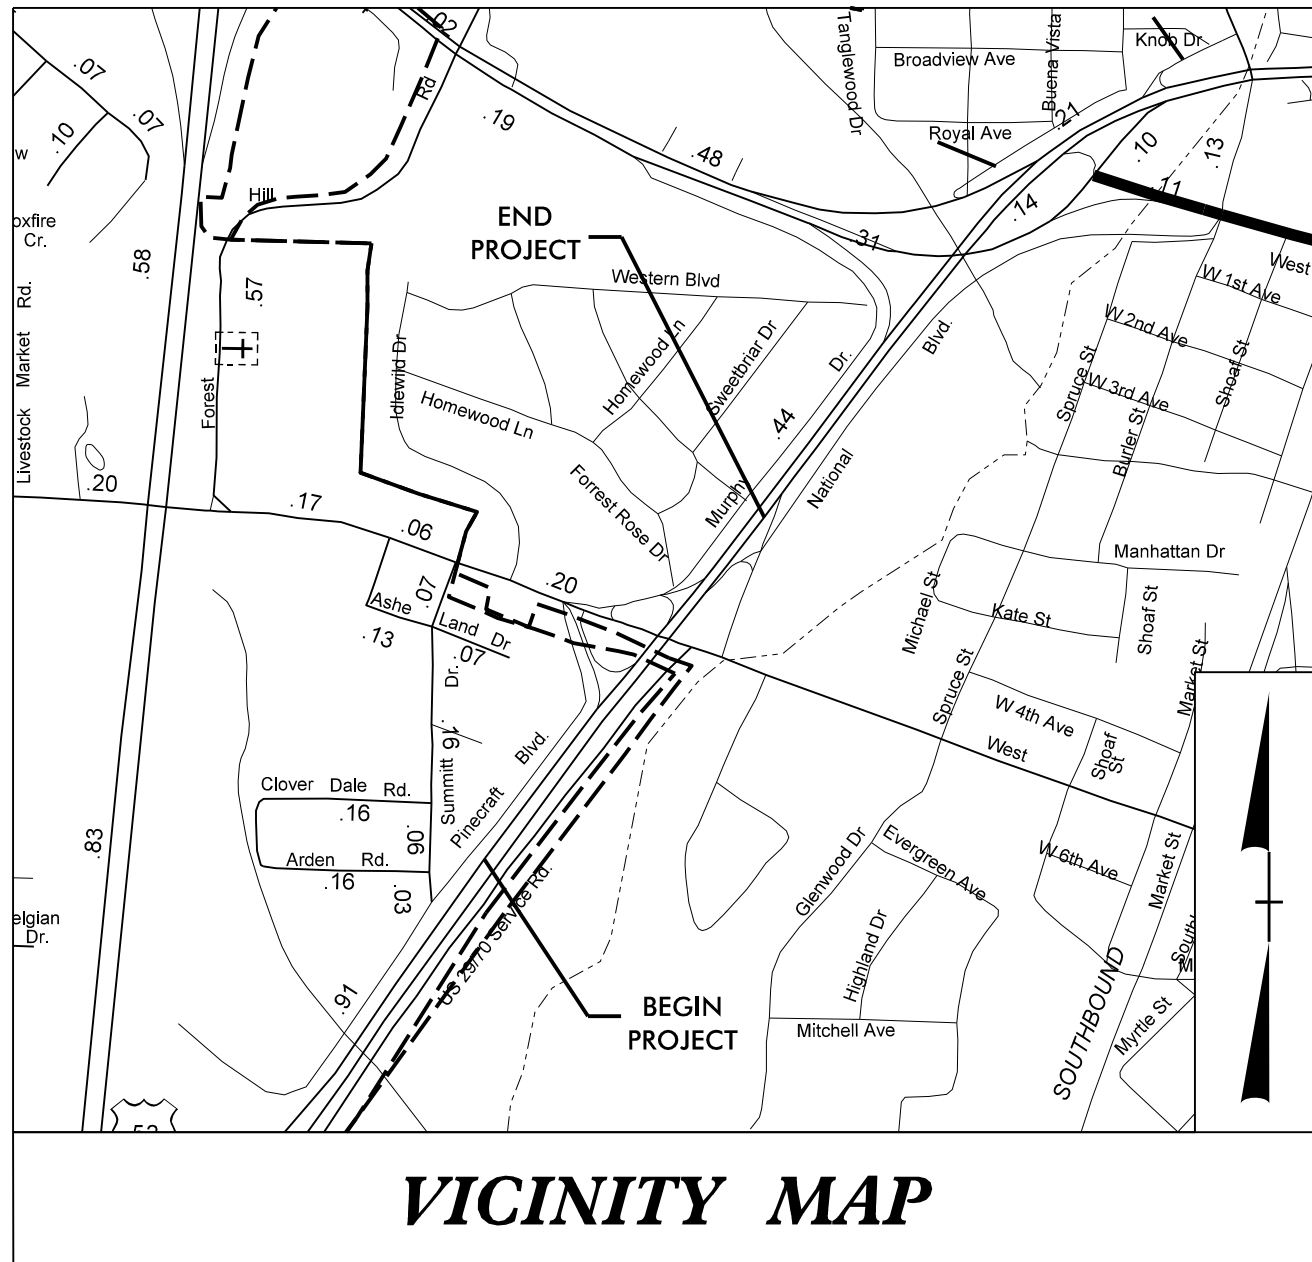 .02
.07
.07
.10
Rd
.19
.48
Tanglewood Dr
Broadview Ave
Buena Vista
Knob Dr
.21
Royal Ave
.10
.13
.11
w
oxfire
Cr.
.58
Hill
.57
END
PROJECT
.31
.14
Western Blvd
West
W 1st Ave
W 2nd Ave
W 3rd Ave
Shoaf St
Spruce St
Burler St
Livestock Market Rd.
Forest
Idlewild Dr
Homewood Ln
Homewood Ln
Sweetbriar Dr
Dr.
Blvd.
.44
Murphy
National
Forrest Rose Dr
.20
.17
.06
.20
.07
Ashe
Land Dr
.13
.07
Manhattan Dr
Michael St
Kate St
Shoaf St
Market St
Spruce St
W 4th Ave
West
Shoaf
St
Dr.
.16
Summitt
Blvd.
Pinecraft
Clover Dale Rd.
.16
.06
Arden Rd.
.16
.03
.83
elgian
Dr.
US 29/70 Service Rd.
.91
BEGIN
PROJECT
Glenwood Dr
Evergreen Ave
Highland Dr
Mitchell Ave
W 6th Ave
Market St
South
M
SOUTHBOUND
Myrtle St
52
VICINITY MAP